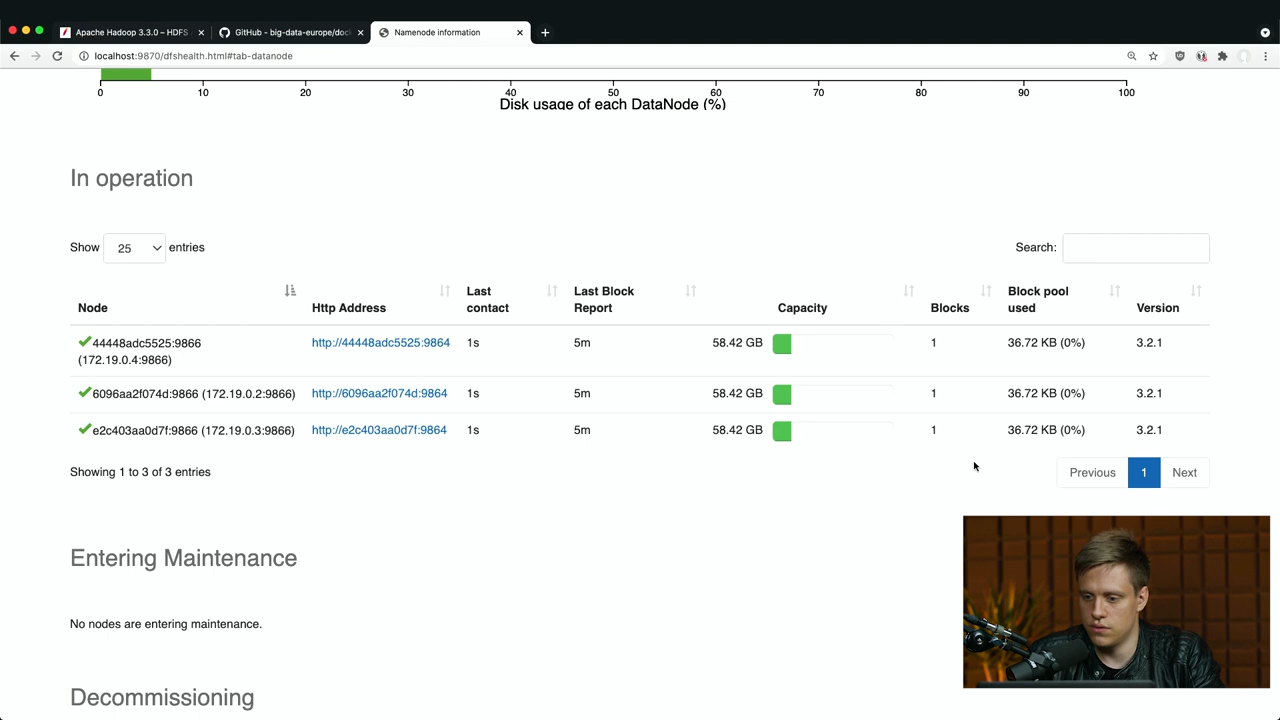 Apache Hadoop 3.3.0 – HDFS
GitHub - big-data-europe/dock
Namenode information
localhost:9870/dfshealth.html#tab-datanode
0 10 20 30 40 50 60 70 80 90 100
Disk usage of each DataNode (%)
In operation
Show 25 entries
Search:
Node Http Address Last contact Last Block Report Capacity Blocks Block pool used Version
44448adc5525:9866 (172.19.0.4:9866) http://44448adc5525:9864 1s 5m 58.42 GB 1 36.72 KB (0%) 3.2.1
6096aa2f074d:9866 (172.19.0.2:9866) http://6096aa2f074d:9864 1s 5m 58.42 GB 1 36.72 KB (0%) 3.2.1
e2c403aa0d7f:9866 (172.19.0.3:9866) http://e2c403aa0d7f:9864 1s 5m 58.42 GB 1 36.72 KB (0%) 3.2.1
Showing 1 to 3 of 3 entries
Previous 1 Next
Entering Maintenance
No nodes are entering maintenance.
Decommissioning